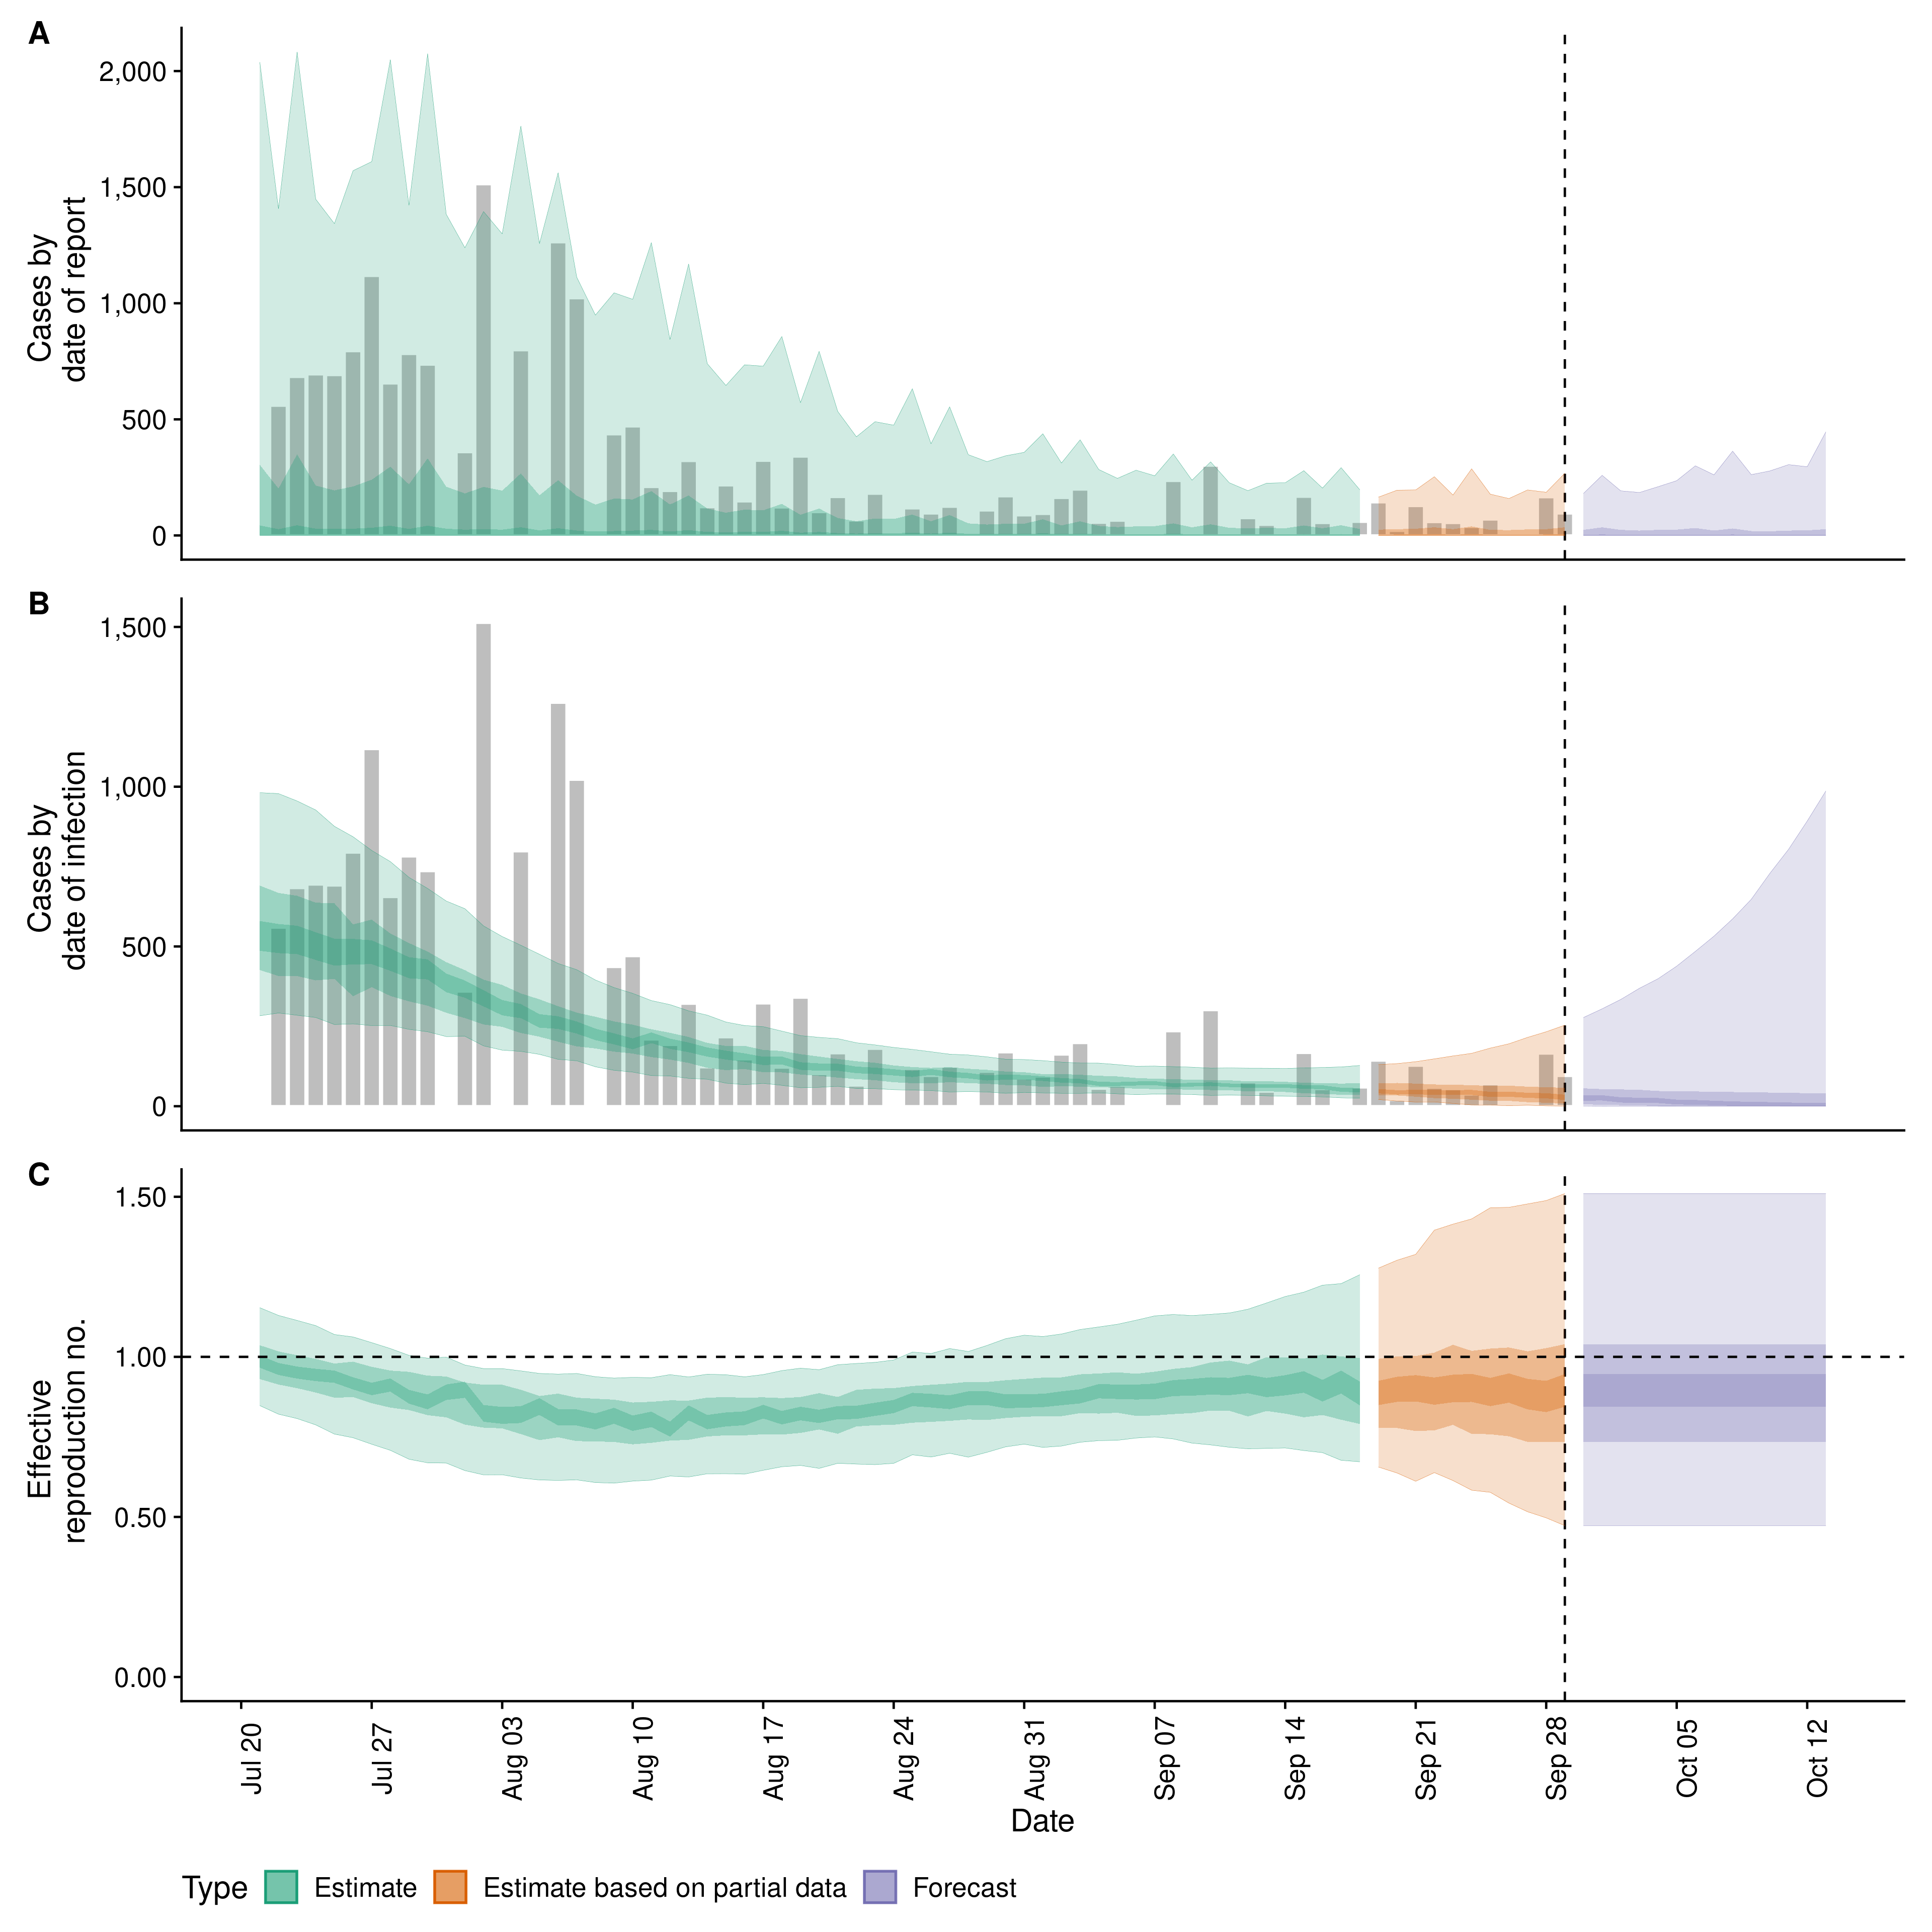 A
2,000
1,500
1,000
500
0
Cases by
date of report
B
1,500
1,000
500
0
Cases by
date of infection
C
1.50
1.00
0.50
0.00
Effective
reproduction no.
Jul 20
Jul 27
Aug 03
Aug 10
Aug 17
Aug 24
Aug 31
Sep 07
Sep 14
Sep 21
Sep 28
Oct 05
Oct 12
Date
Type Estimate Estimate based on partial data Forecast